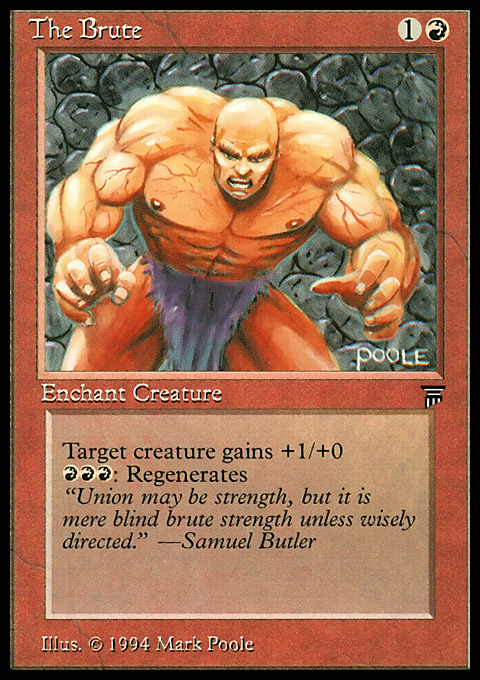 The Brute 1
POOLE
Enchant Creature
Target creature gains +1/+0
: Regenerates
“Union may be strength, but it is
mere blind brute strength unless wisely
directed.” —Samuel Butler
Illus. © 1994 Mark Poole